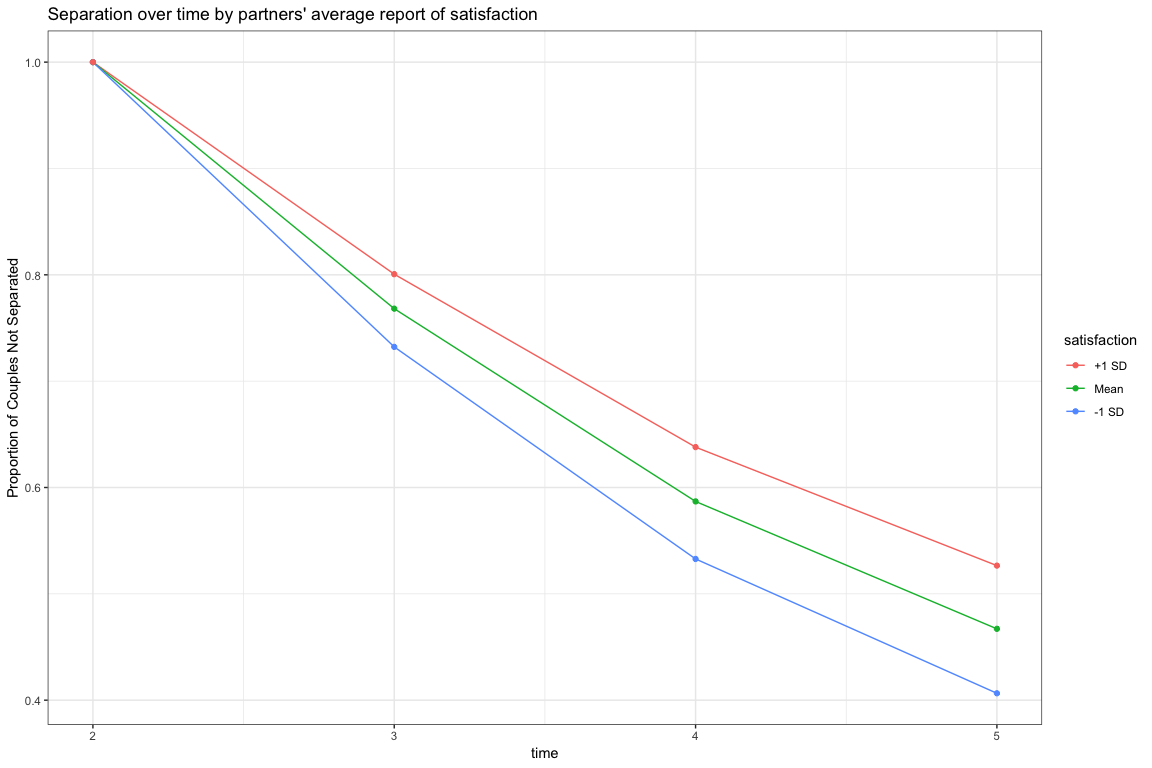 Separation over time by partners' average report of satisfaction
Proportion of Couples Not Separated
1.0
0.8
0.6
0.4
2
3
4
5
time
satisfaction
+1 SD
Mean
-1 SD